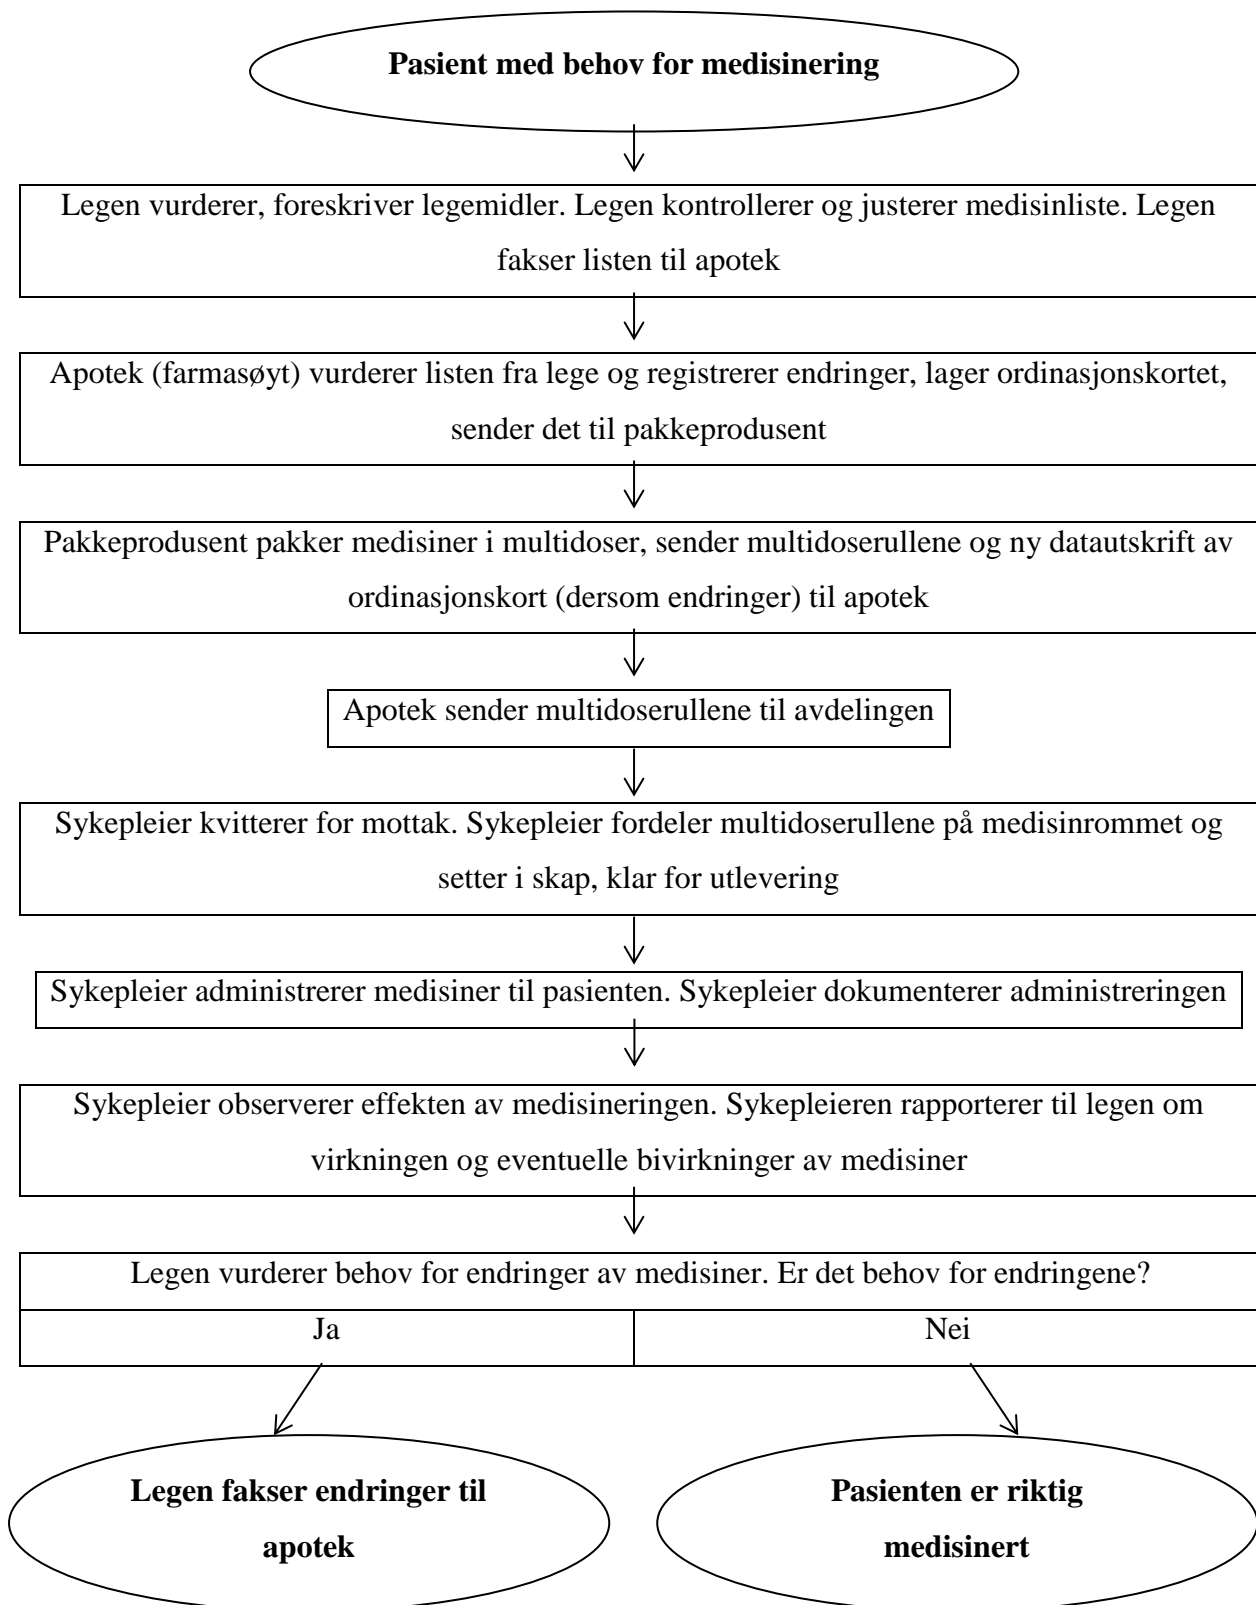 Pasient med behov for medisinering
Legen vurderer, foreskriver legemidler. Legen kontrollerer og justerer medisinliste. Legen
fakser listen til apotek
Apotek (farmasøyt) vurderer listen fra lege og registrerer endringer, lager ordinasjonskortet,
sender det til pakkeprodusent
Pakkeprodusent pakker medisiner i multidoser, sender multidoserullene og ny datautskrift av
ordinasjonskort (dersom endringer) til apotek
Apotek sender multidoserullene til avdelingen
Sykepleier kvitterer for mottak. Sykepleier fordeler multidoserullene på medisinrommet og
setter i skap, klar for utlevering
Sykepleier administrerer medisiner til pasienten. Sykepleier dokumenterer administreringen
Sykepleier observerer effekten av medisineringen. Sykepleieren rapporterer til legen om
virkningen og eventuelle bivirkninger av medisiner
Legen vurderer behov for endringer av medisiner. Er det behov for endringene?
Ja
Nei
Legen fakser endringer til
apotek
Pasienten er riktig
medisinert